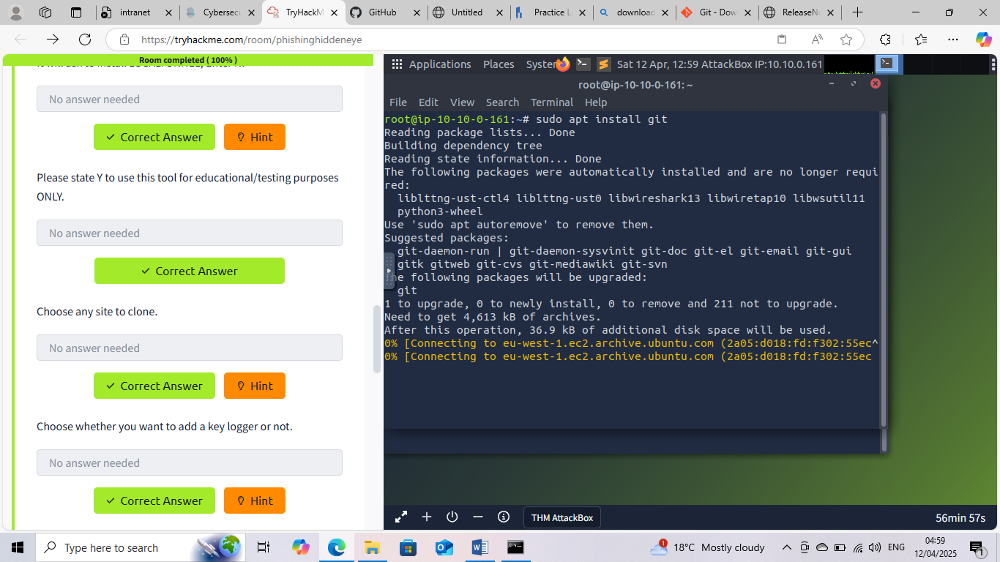 intranet
Cybersecu
TryHackM
GitHub
Untitled
Practice L
download
Git - Dow
ReleaseNo
https://tryhackme.com/room/phishinghiddeneye
Room completed ( 100% )
No answer needed
Correct Answer
Hint
Please state Y to use this tool for educational/testing purposes
ONLY.
No answer needed
Correct Answer
Choose any site to clone.
No answer needed
Correct Answer
Hint
Choose whether you want to add a key logger or not.
No answer needed
Correct Answer
Hint
Applications Places System Sat 12 Apr, 12:59 AttackBox IP:10.10.0.161
root@ip-10-10-0-161: ~
File Edit View Search Terminal Help
root@ip-10-10-0-161:~# sudo apt install git
Reading package lists... Done
Building dependency tree
Reading state information... Done
The following packages were automatically installed and are no longer requi
red:
liblttng-ust-ctl4 liblttng-ust0 libwireshark13 libwiretap10 libwsutil11
python3-wheel
Use 'sudo apt autoremove' to remove them.
Suggested packages:
git-daemon-run | git-daemon-sysvinit git-doc git-el git-email git-gui
gitk gitweb git-cvs git-mediawiki git-svn
he following packages will be upgraded:
git
1 to upgrade, 0 to newly install, 0 to remove and 211 not to upgrade.
Need to get 4,613 kB of archives.
After this operation, 36.9 kB of additional disk space will be used.
0% [Connecting to eu-west-1.ec2.archive.ubuntu.com (2a05:d018:fd:f302:55ec^
0% [Connecting to eu-west-1.ec2.archive.ubuntu.com (2a05:d018:fd:f302:55ec
THM AttackBox
56min 57s
Type here to search
1
18°C Mostly cloudy
ENG
04:59
12/04/2025
1